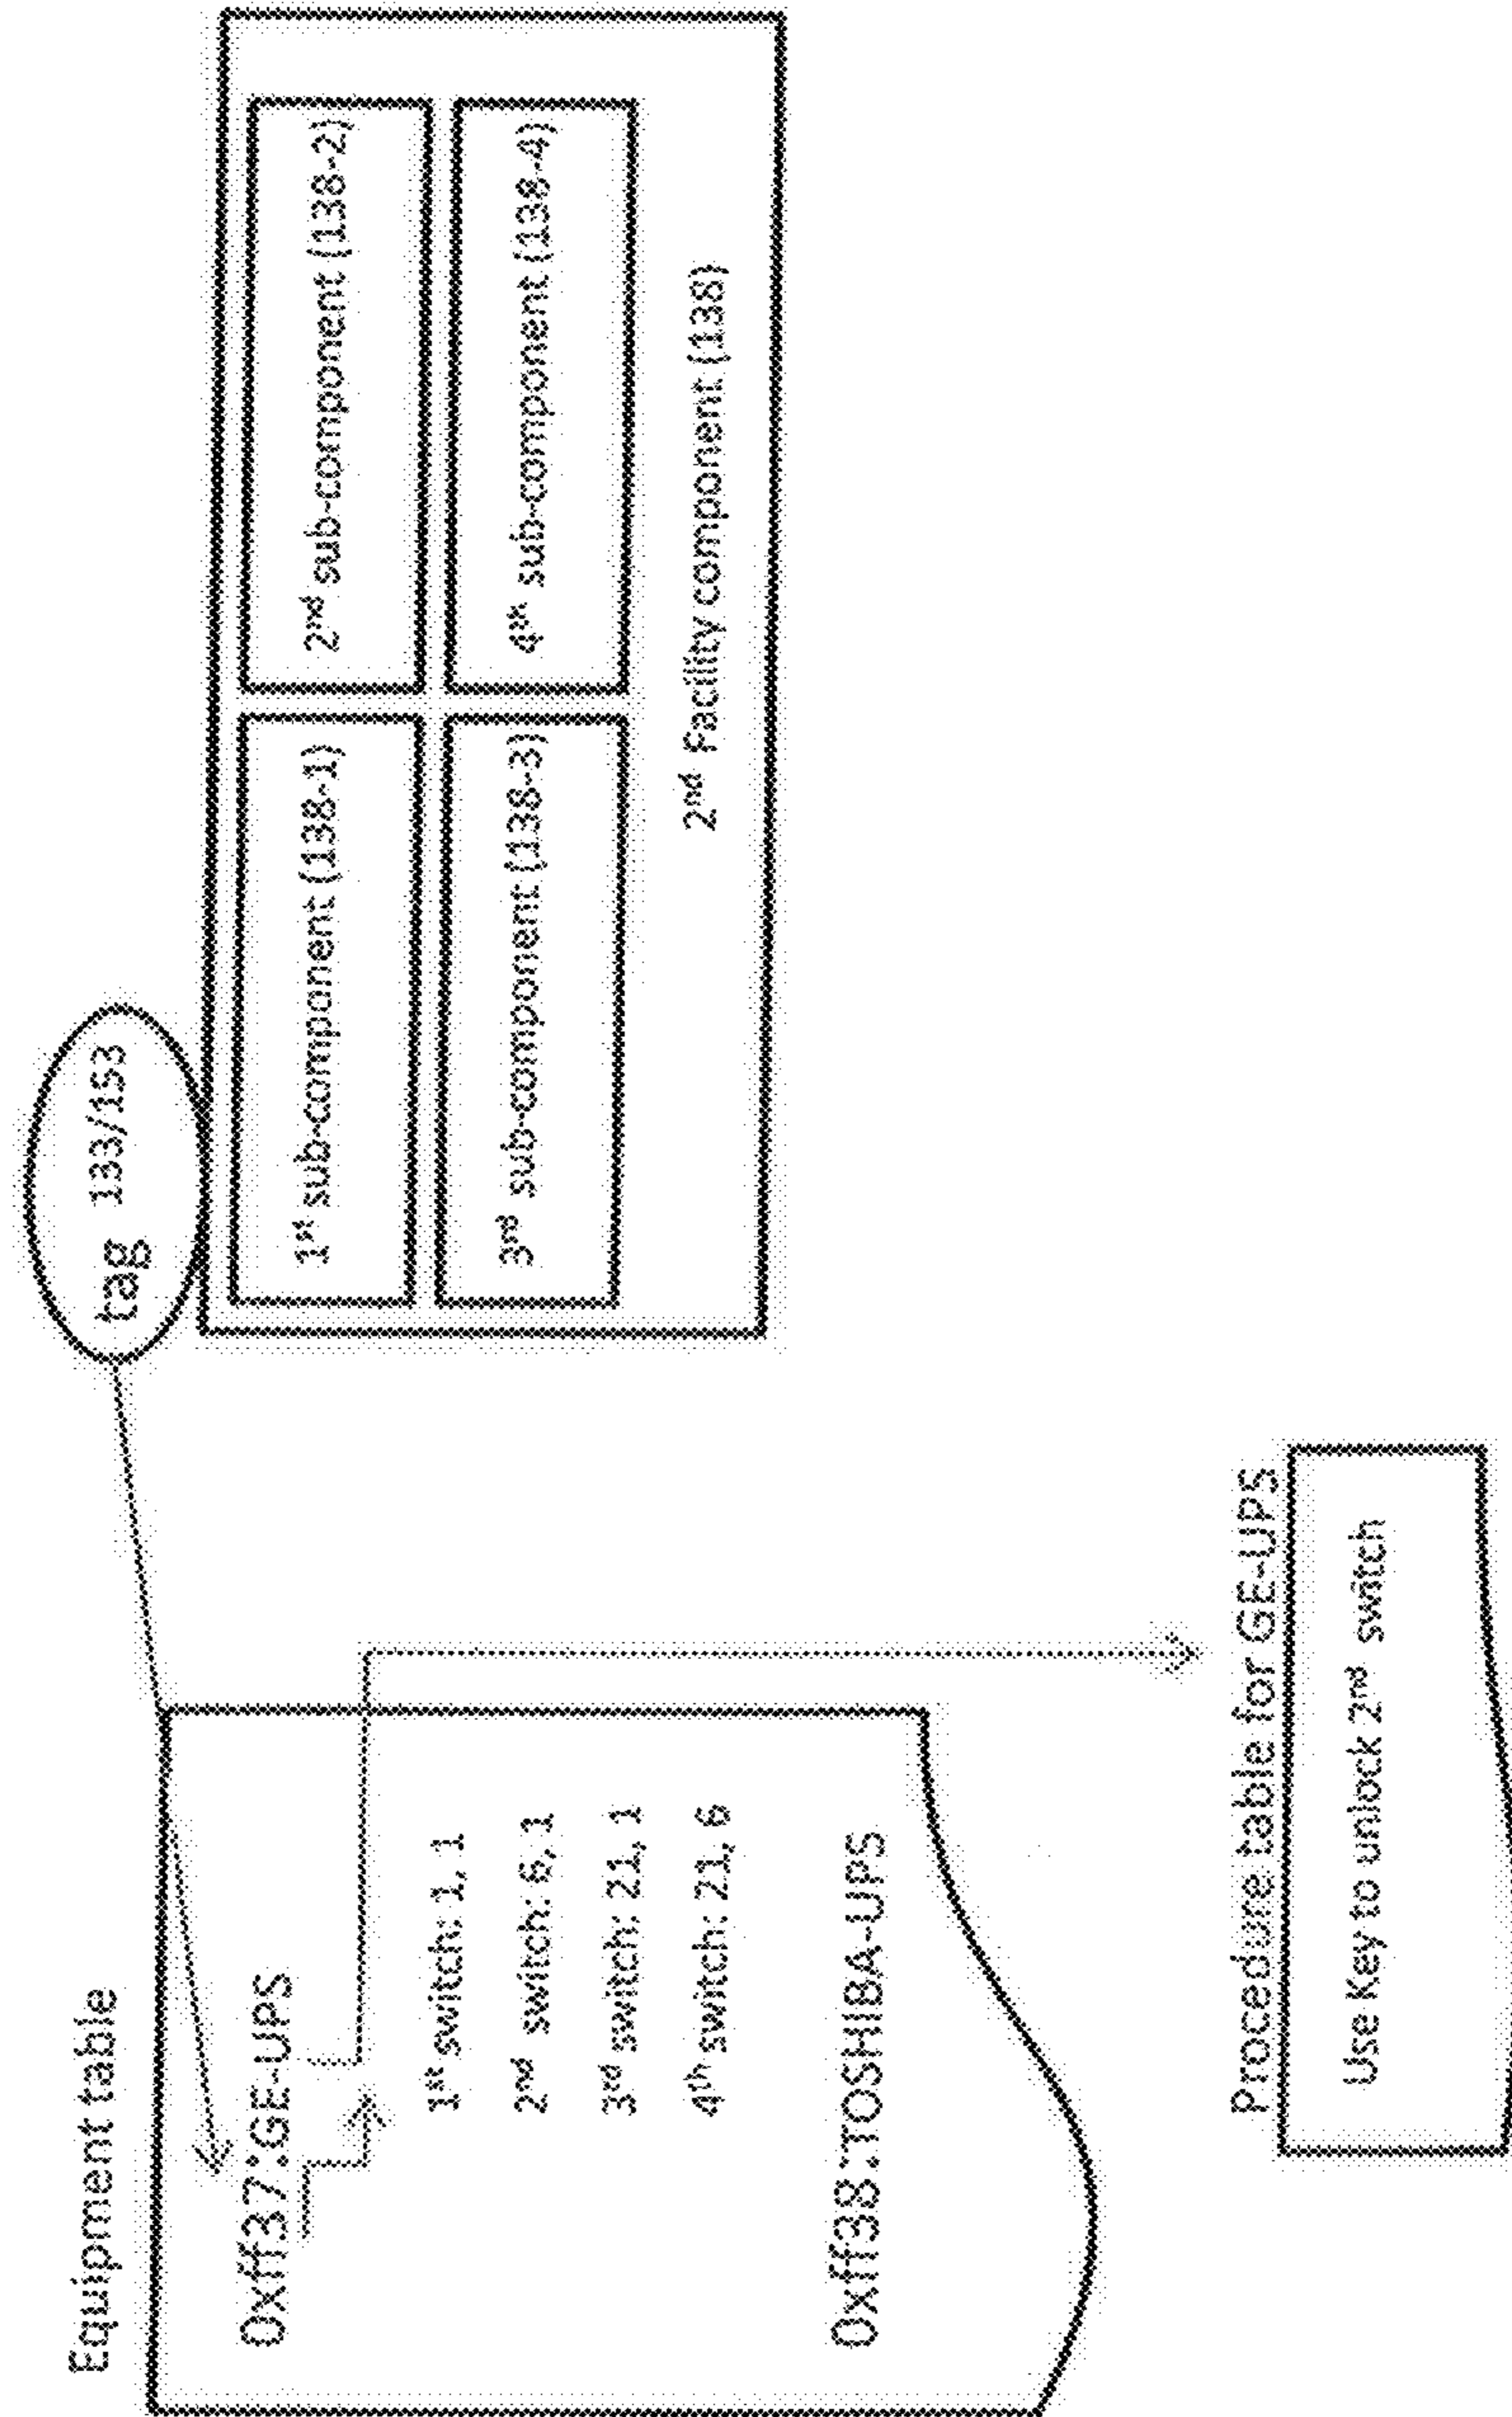 Equipment table
0xff37:GE-UPS
1st switch: 1, 1
2nd switch: 6, 1
3rd switch: 21, 1
4th switch: 21, 6
0xff38:TOSHIBA-UPS
Procedure table for GE-UPS
Use Key to unlock 2nd switch
tag 133/153
1st sub-component (138-1)
2nd sub-component (138-2)
3rd sub-component (138-3)
4th sub-component (138-4)
2nd Facility component (138)